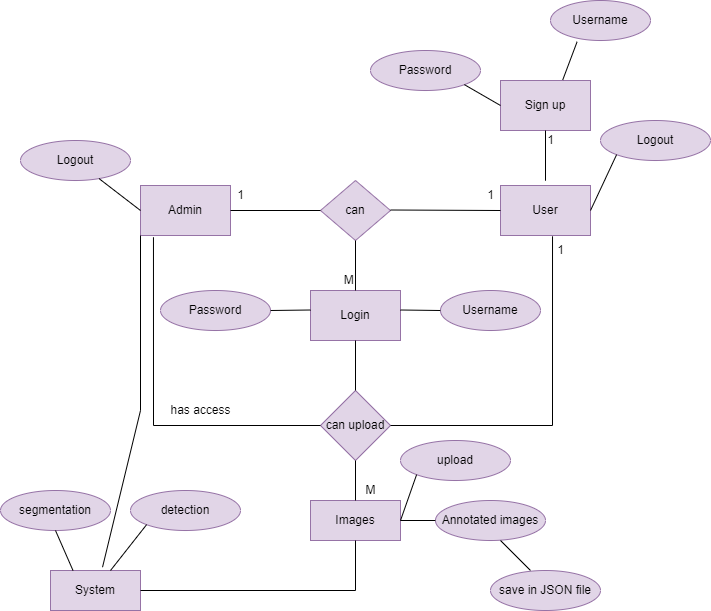 Username
Password
Sign up
1
Logout
Logout
Admin
1
can
1
User
1
M
Password
Login
Username
has access
can upload
upload
M
segmentation
detection
Images
Annotated images
System
save in JSON file